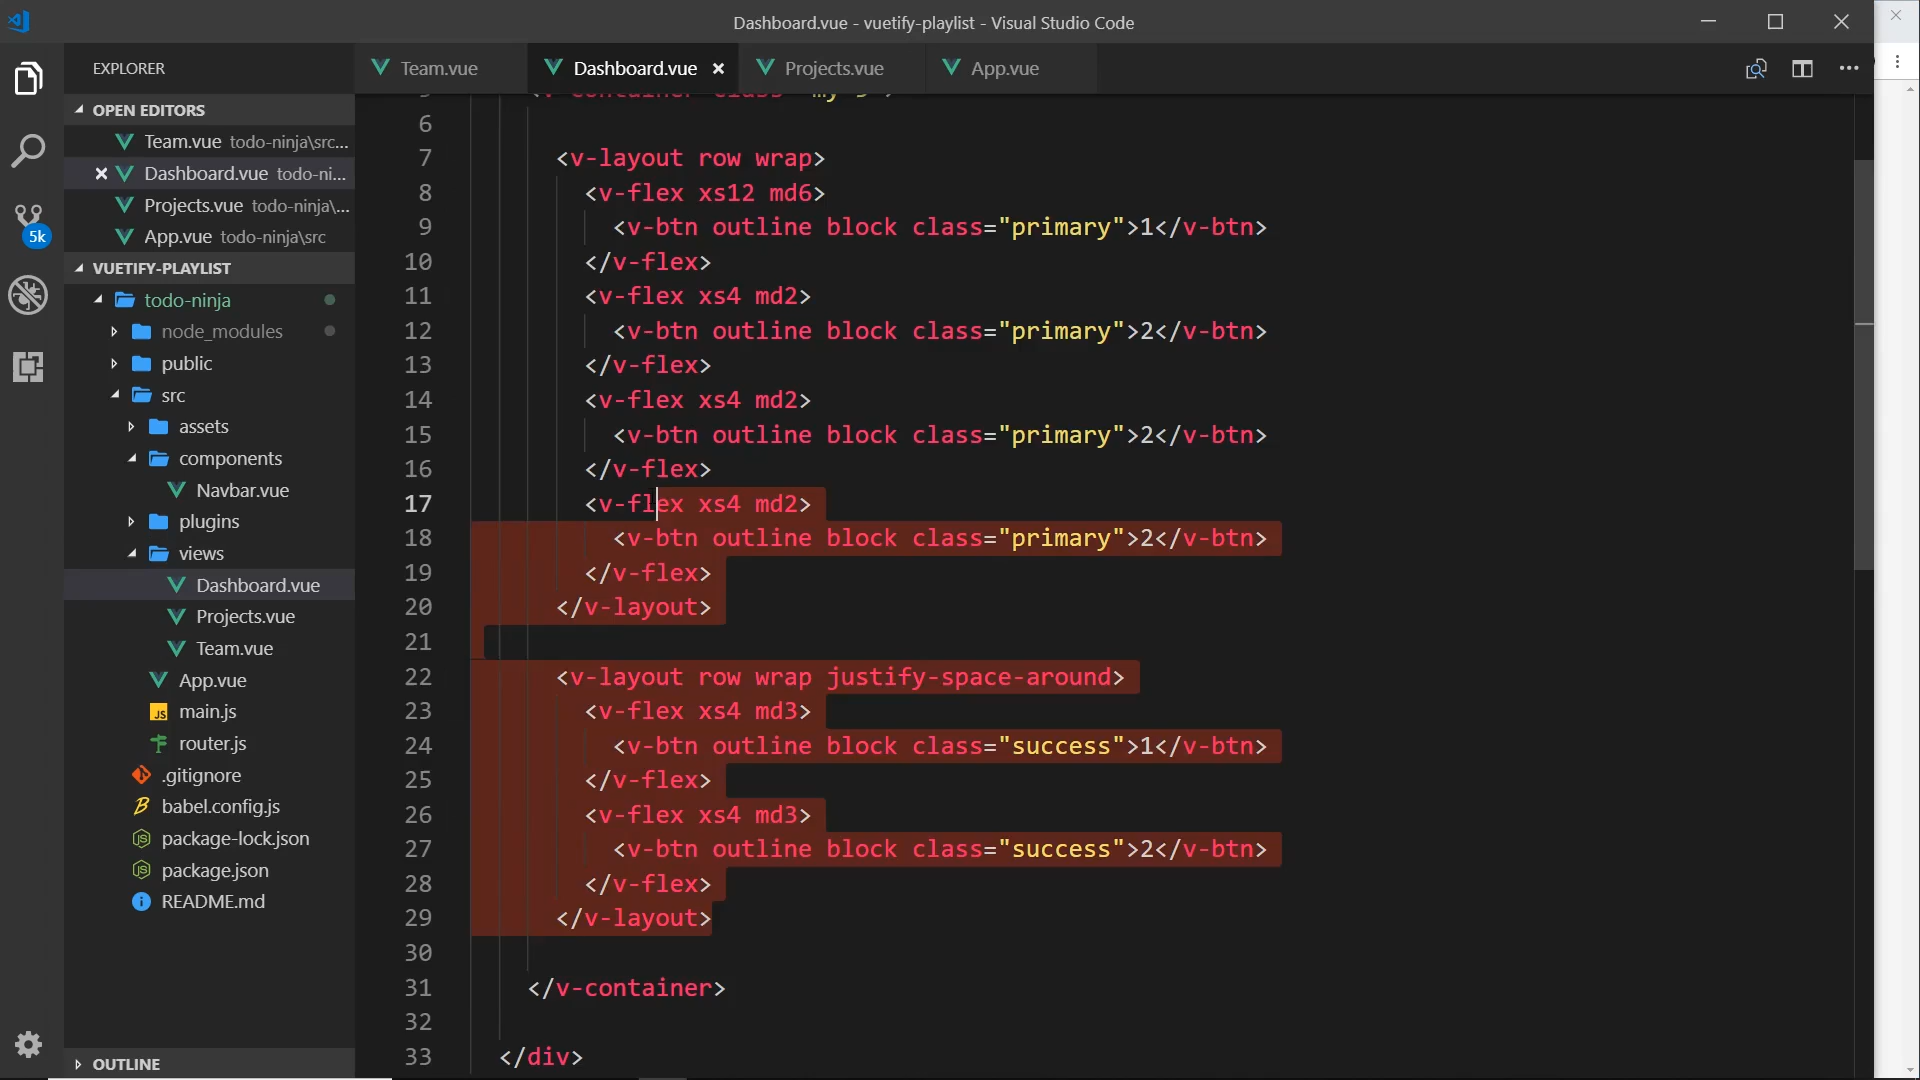 Dashboard.vue - vuetify-playlist - Visual Studio Code
EXPLORER
Team.vue
Dashboard.vue
Projects.vue
App.vue
OPEN EDITORS
Team.vue todo-ninja\src...
Dashboard.vue todo-ni...
Projects.vue todo-ninja\...
App.vue todo-ninja\src
5k
VUETIFY-PLAYLIST
todo-ninja
node_modules
public
src
assets
components
Navbar.vue
plugins
views
Dashboard.vue
Projects.vue
Team.vue
App.vue
JS main.js
router.js
.gitignore
babel.config.js
package-lock.json
package.json
README.md
OUTLINE
6
7 <v-layout row wrap>
8 <v-flex xs12 md6>
9 <v-btn outline block class="primary">1</v-btn>
10 </v-flex>
11 <v-flex xs4 md2>
12 <v-btn outline block class="primary">2</v-btn>
13 </v-flex>
14 <v-flex xs4 md2>
15 <v-btn outline block class="primary">2</v-btn>
16 </v-flex>
17 <v-flex xs4 md2>
18 <v-btn outline block class="primary">2</v-btn>
19 </v-flex>
20 </v-layout>
21
22 <v-layout row wrap justify-space-around>
23 <v-flex xs4 md3>
24 <v-btn outline block class="success">1</v-btn>
25 </v-flex>
26 <v-flex xs4 md3>
27 <v-btn outline block class="success">2</v-btn>
28 </v-flex>
29 </v-layout>
30
31 </v-container>
32
33 </div>